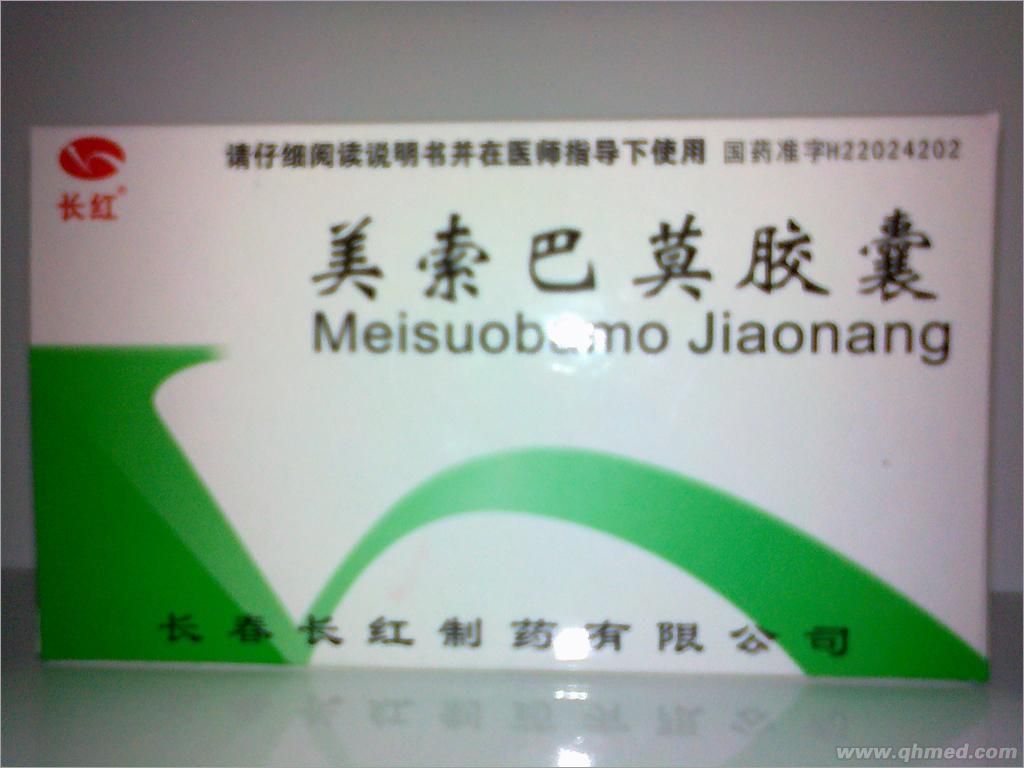 请仔细阅读说明书并在医师指导下使用 国药准字H22024202
长红®
美索巴莫胶囊
Meisuobamo Jiaonang
长春长红制药有限公司
www.qhmed.com